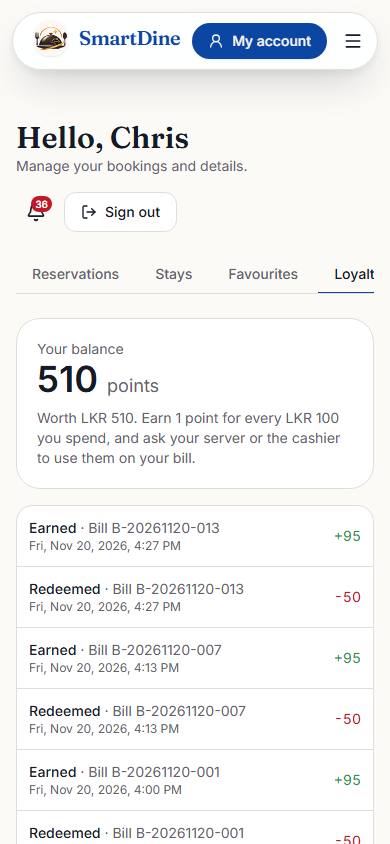 SmartDine
My account
Hello, Chris
Manage your bookings and details.
36
Sign out
Reservations Stays Favourites Loyalt
Your balance
510 points
Worth LKR 510. Earn 1 point for every LKR 100
you spend, and ask your server or the cashier
to use them on your bill.
Earned · Bill B-20261120-013
Fri, Nov 20, 2026, 4:27 PM
+95
Redeemed · Bill B-20261120-013
Fri, Nov 20, 2026, 4:27 PM
-50
Earned · Bill B-20261120-007
Fri, Nov 20, 2026, 4:13 PM
+95
Redeemed · Bill B-20261120-007
Fri, Nov 20, 2026, 4:13 PM
-50
Earned · Bill B-20261120-001
Fri, Nov 20, 2026, 4:00 PM
+95
Redeemed · Bill B-20261120-001
-50